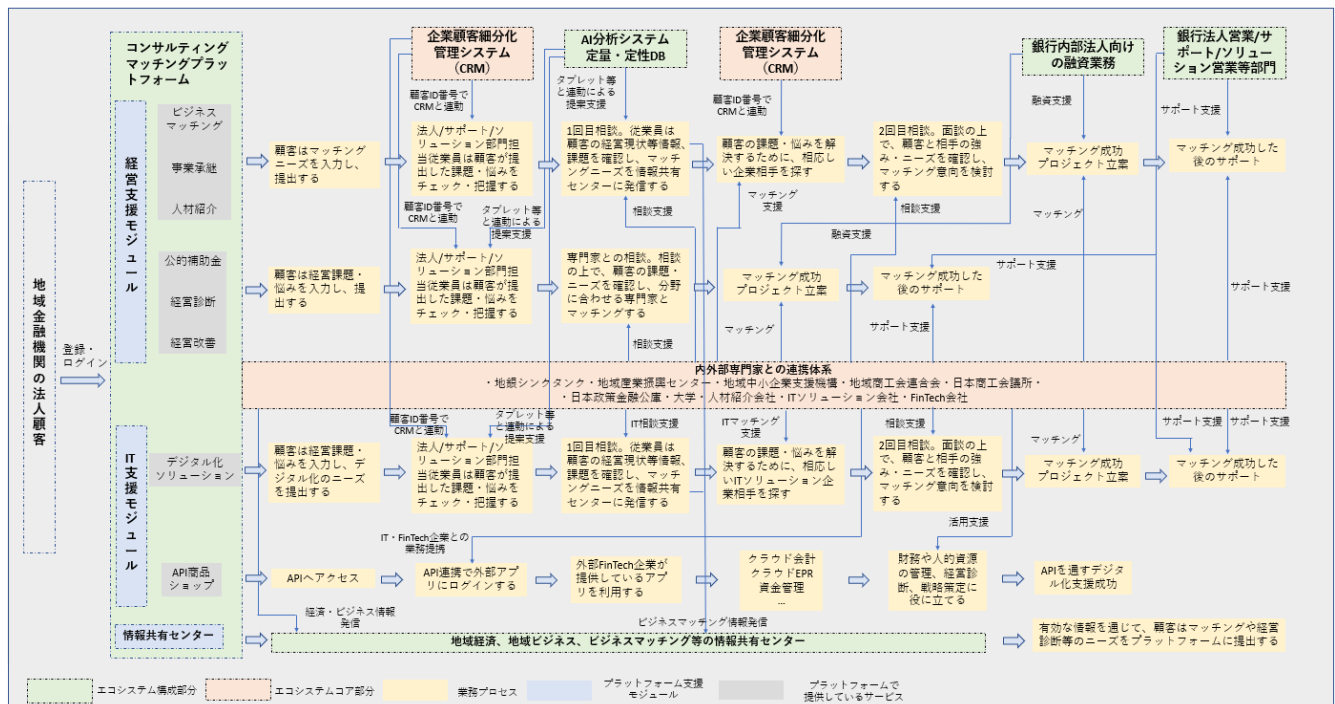 企業顧客細分化
管理システム
（CRM）
AI分析システム
定量・定性DB
企業顧客細分化
管理システム
（CRM）
銀行内部法人向け
の融資業務
銀行法人営業/サ
ポート/ソリュー
ション営業等部門
コンサルティング
マッチングプラッ
トフォーム
地域金融機関の法人顧客
登録・
ログイン
経営支援モジュール
ビジネス
マッチング
事業承継
人材紹介
公的補助金
経営診断
経営改善
顧客ID番号で
CRMと連動
タブレット等
と連動による
提案支援
顧客ID番号で
CRMと連動
融資支援
サポート支援
顧客はマッチング
ニーズを入力し、提
出する
法人/サポート/ソ
リューション部門担
当従業員は顧客が提
出した課題・悩みを
チェック・把握する
1回目相談。従業員は
顧客の経営現状等情報、
課題を確認し、マッチ
ングニーズを情報共有
センターに発信する
顧客の課題・悩みを解
決するために、相応し
い企業相手を探す
2回目相談。面談の上
で、顧客と相手の強
み・ニーズを確認し、
マッチング意向を検討
する
マッチング成功
プロジェクト立案
マッチング成功した
後のサポート
顧客ID番号で
CRMと連動
タブレット等
と連動による
提案支援
相談支援
マッチング
支援
相談支援
マッチング
融資支援
サポート支援
サポート支援
顧客は経営課題・
悩みを入力し、提
出する
法人/サポート/ソ
リューション部門担
当従業員は顧客が提
出した課題・悩みを
チェック・把握する
専門家との相談。相談
の上で、顧客の課題・
ニーズを確認し、分野
に合わせる専門家と
マッチングする
マッチング成功
プロジェクト立案
マッチング成功した
後のサポート
相談支援
マッチング
サポート支援
内外部専門家との連携体系
・地銀シンクタンク・地域産業振興センター・地域中小企業支援機構・地域商工会連合会・日本商工会議所・
・日本政策金融公庫・大学・人材紹介会社・ITソリューション会社・FinTech会社
IT支援モジュール
デジタル化
ソリューション
API商品
ショップ
顧客ID番号で
CRMと連動
タブレット等
と連動による
提案支援
IT相談支援
ITマッチング
支援
相談支援
マッチング
サポート支援
サポート支援
顧客は経営課題・
悩みを入力し、デ
ジタル化のニーズ
を提出する
法人/サポート/ソ
リューション部門担
当従業員は顧客が提
出した課題・悩みを
チェック・把握する
1回目相談。従業員は
顧客の経営現状等情報、
課題を確認し、マッチ
ングニーズを情報共有
センターに発信する
顧客の課題・悩みを解
決するために、相応し
いITソリューション企
業相手を探す
2回目相談。面談の上
で、顧客と相手の強
み・ニーズを確認し、
マッチング意向を検討
する
マッチング成功
プロジェクト立案
マッチング成功した
後のサポート
IT・FinTech企業との
業務提携
活用支援
APIへアクセス
API連携で外部アプ
リにログインする
外部FinTech企業が
提供しているアプ
リを利用する
クラウド会計
クラウドEPR
資金管理
...
財務や人的資源
の管理、経営診
断、戦略策定に
役に立てる
APIを通すデジタ
ル化支援成功
経済・ビジネス情報
発信
ビジネスマッチング情報発信
情報共有センター
地域経済、地域ビジネス、ビジネスマッチング等の情報共有センター
有効な情報を通じて、顧客はマッチングや経営
診断等のニーズをプラットフォームに提出する
エコシステム構成部分
エコシステムコア部分
業務プロセス
プラットフォーム支援
モジュール
プラットフォームで
提供しているサービス